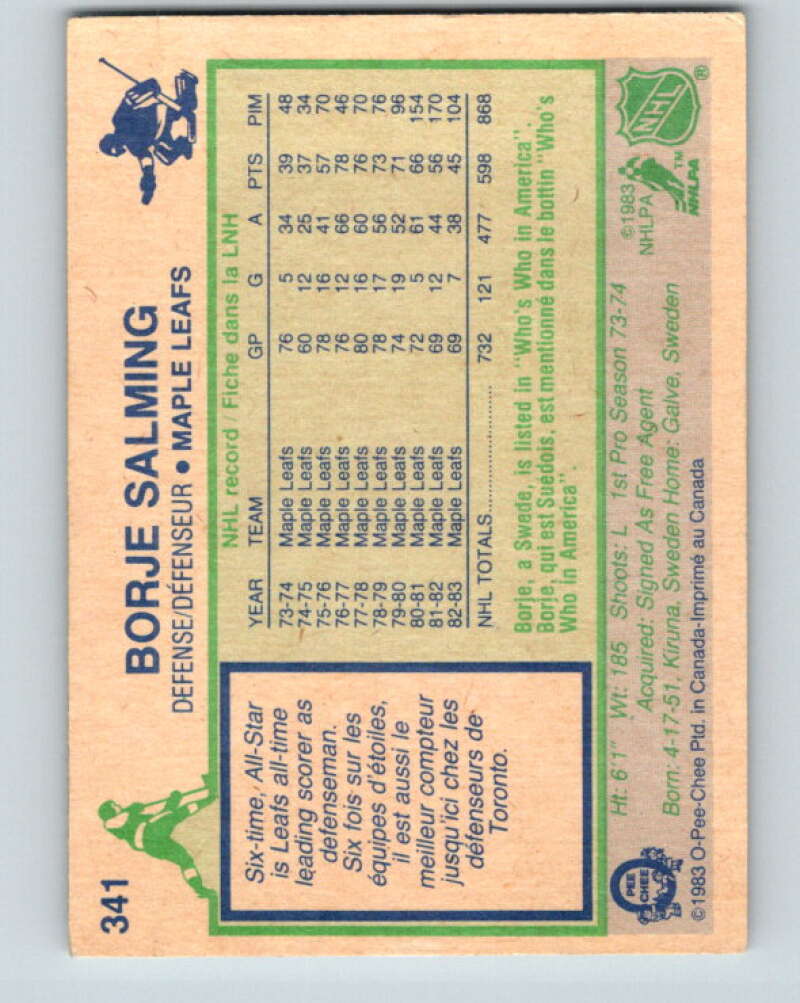 341
BORJE SALMING
DEFENSE/DÉFENSEUR • MAPLE LEAFS
Six-time, All-Star
is Leafs all-time
leading scorer as
defenseman.
Six fois sur les
équipes d'étoiles,
il est aussi le
meilleur compteur
jusqu'ici chez les
défenseurs de
Toronto.
NHL record / Fiche dans la LNH
YEAR TEAM GP G A PTS PIM
73-74 Maple Leafs 76 5 34 39 48
74-75 Maple Leafs 60 12 25 37 34
75-76 Maple Leafs 78 16 41 57 70
76-77 Maple Leafs 76 12 66 78 46
77-78 Maple Leafs 80 16 60 76 70
78-79 Maple Leafs 78 17 56 73 76
79-80 Maple Leafs 74 19 52 71 96
80-81 Maple Leafs 72 5 61 66 154
81-82 Maple Leafs 69 12 44 56 170
82-83 Maple Leafs 69 7 38 45 104
NHL TOTALS 732 121 477 598 868
Borje, a Swede, is listed in "Who's Who in America".
Borje, qui est Suédois, est mentionné dans le bottin "Who's
Who in America".
Ht: 6'1" Wt: 185 Shoots: L 1st Pro Season 73-74
Acquired: Signed As Free Agent
Born: 4-17-51, Kiruna, Sweden Home: Galve, Sweden
©1983 O-Pee-Chee Ptd. in Canada-Imprimé au Canada
O
PEE
CHEE
©1983
NHLPA
TM
NHLPA
NHL
®